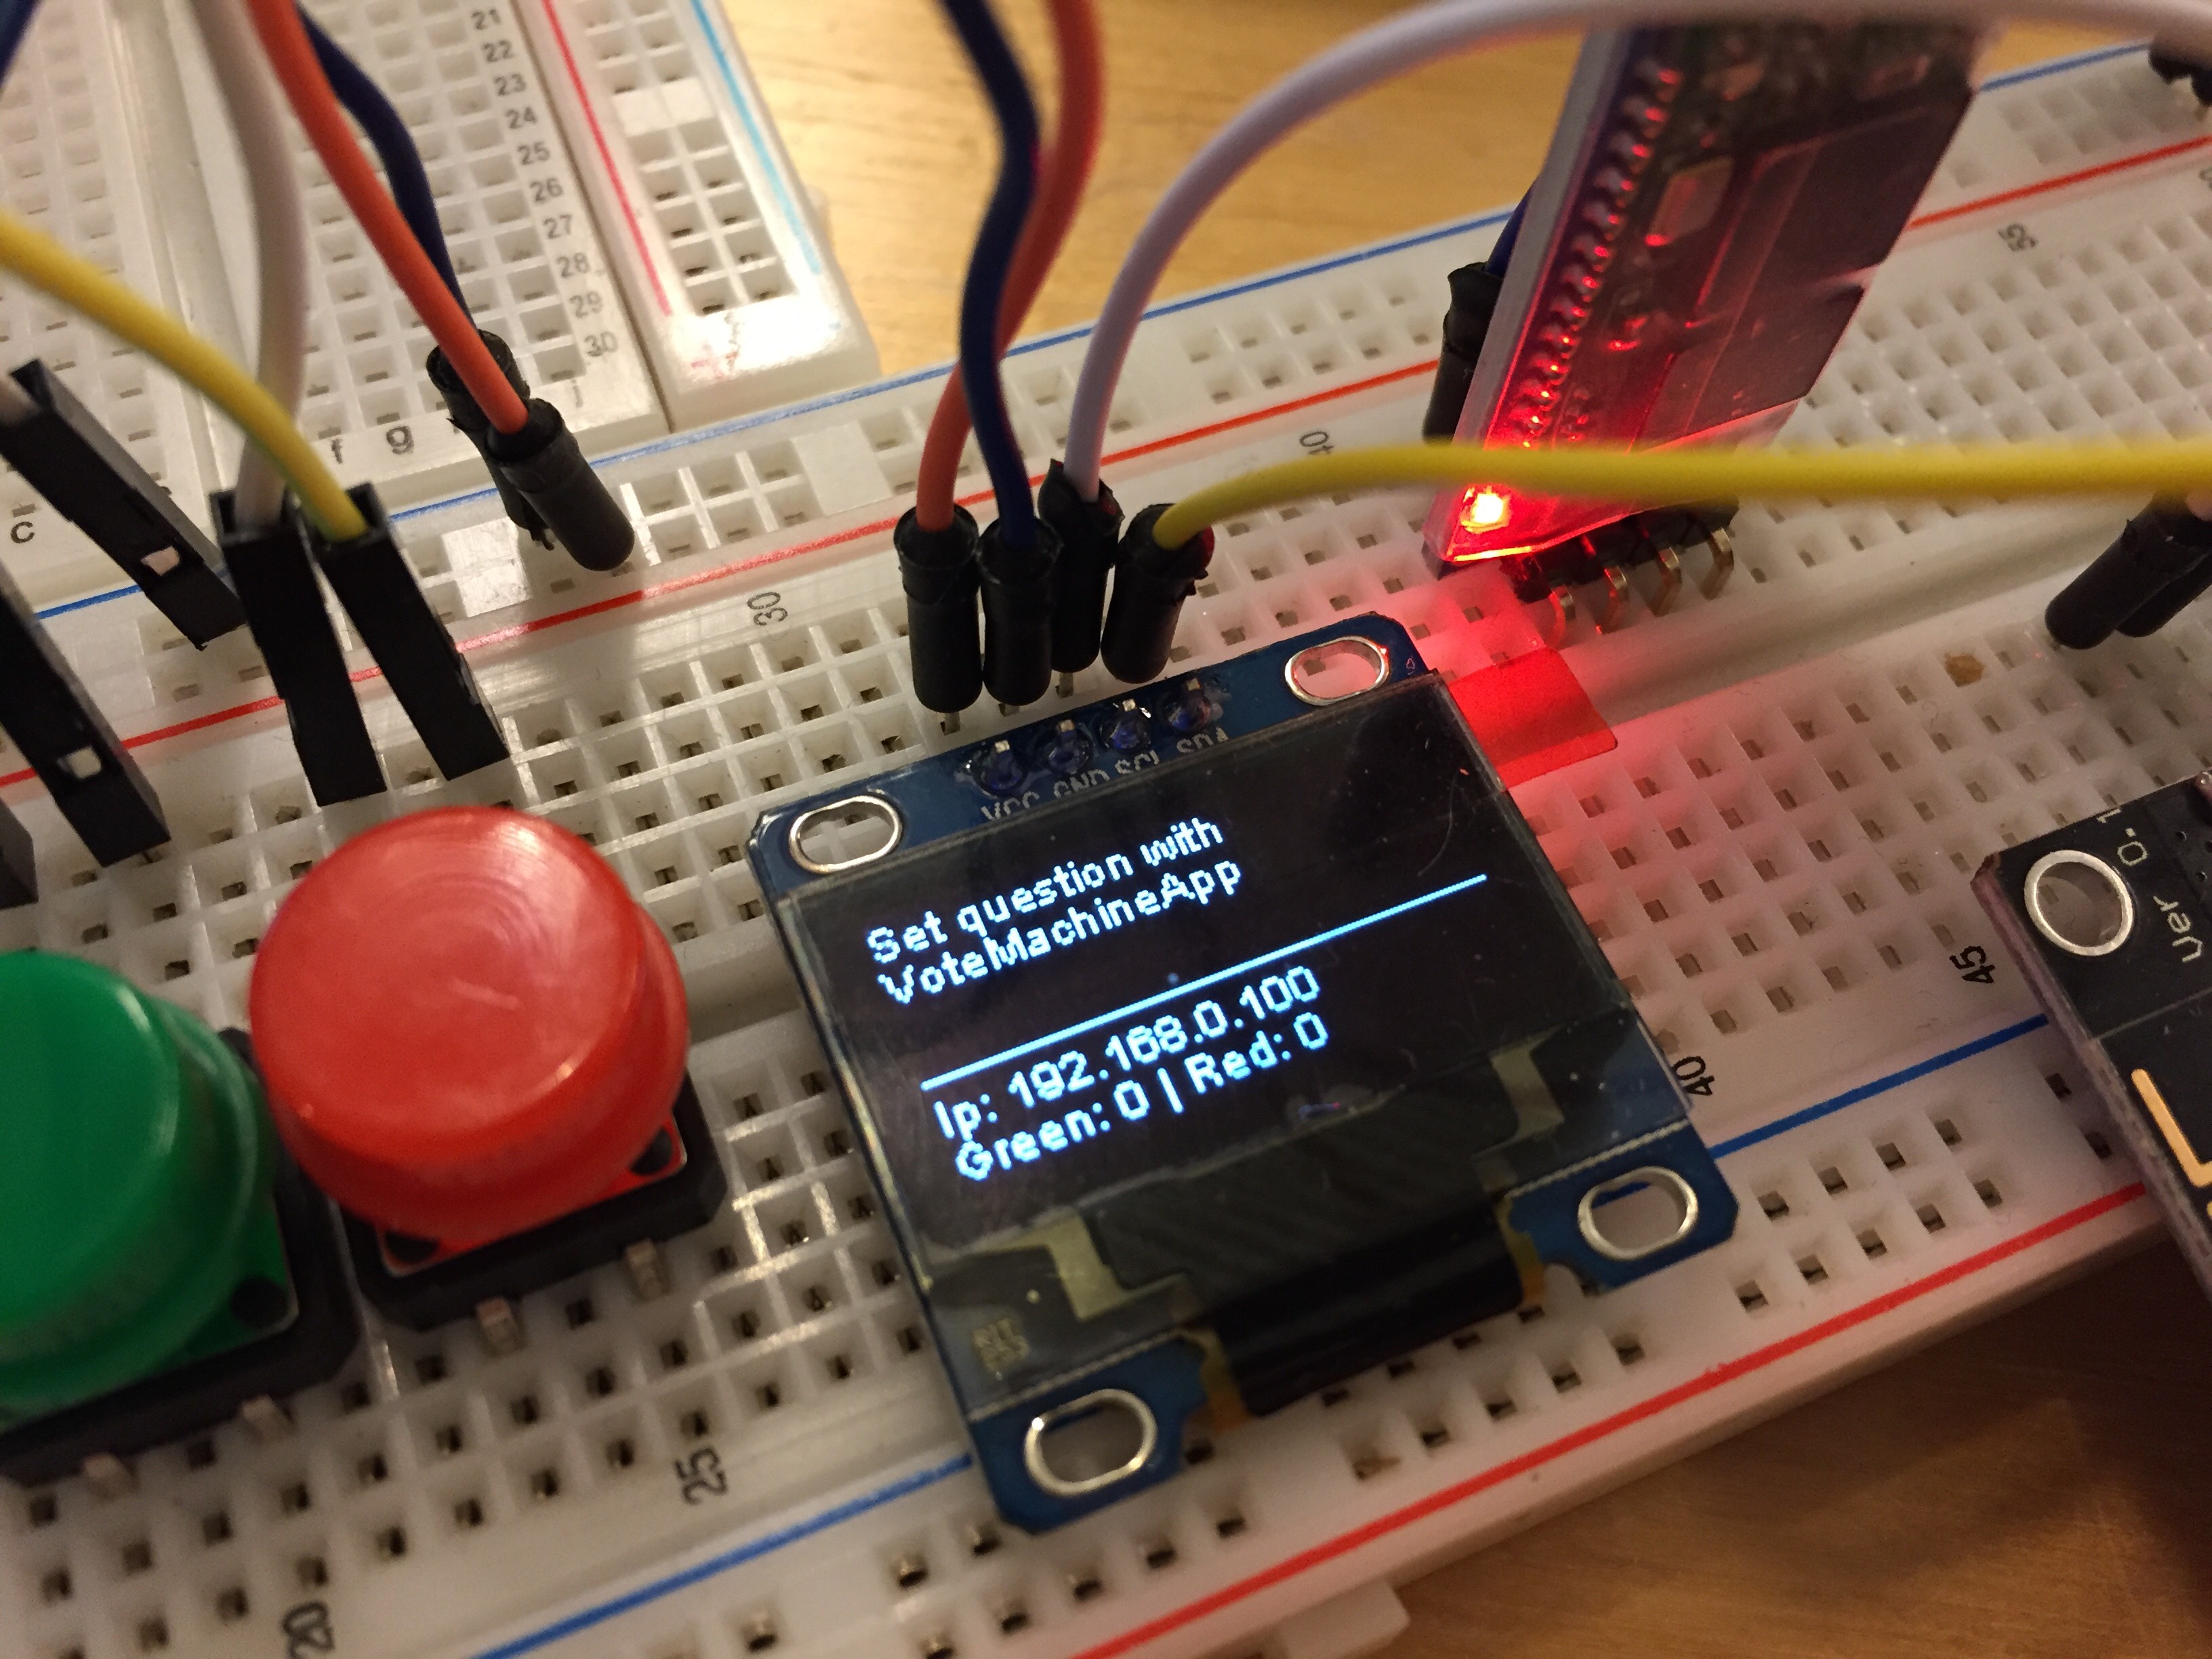 Set question with
VoteMachineApp
Ip: 192.168.0.100
Green:0 | Red:0
VCC GND SCL SDA
20
25
30
40
40
45
55
c
f
g
30 29 28 27 26 25 24 23 22 21
Ver 0.1